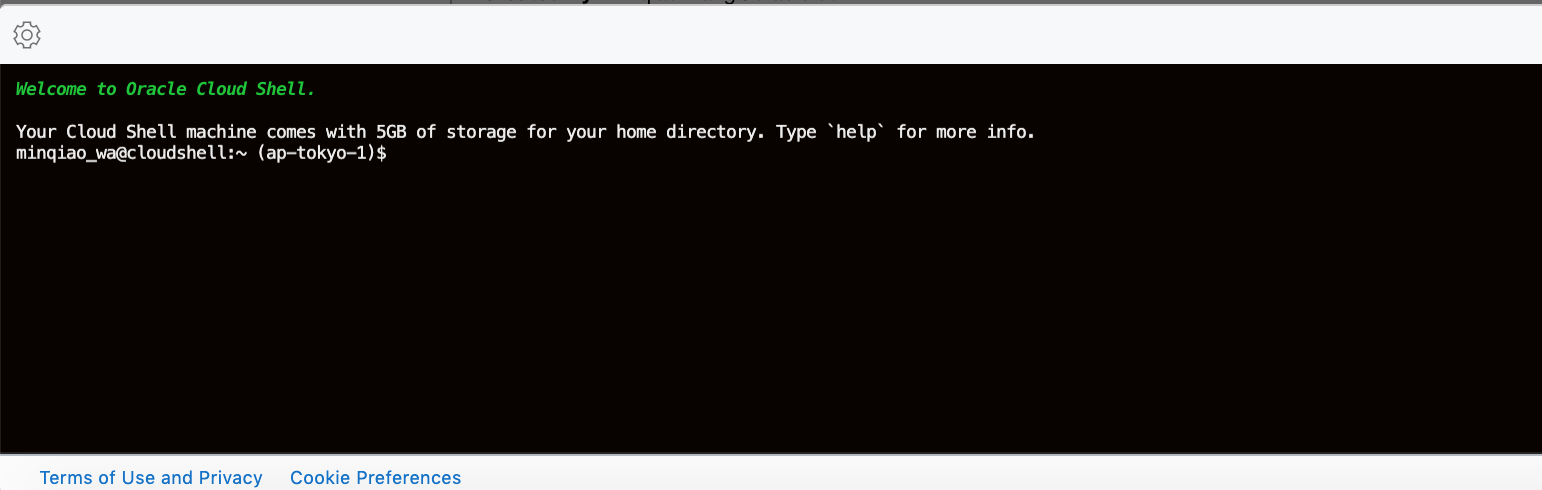 Welcome to Oracle Cloud Shell.
Your Cloud Shell machine comes with 5GB of storage for your home directory. Type `help` for more info.
minqiao_wa@cloudshell:~ (ap-tokyo-1)$
Terms of Use and Privacy Cookie Preferences